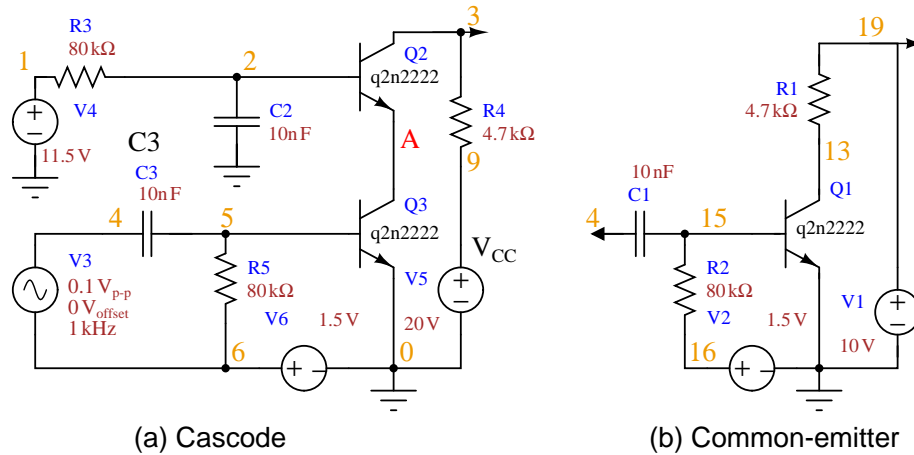 3
19
R3
80kΩ
1
2
Q2
q2n2222
V4
C2
10nF
R4
4.7kΩ
R1
4.7kΩ
11.5V
A
9
13
C3
C3
10nF
10nF
C1
4
5
Q3
q2n2222
4
15
Q1
q2n2222
V3
0.1Vp-p
0Voffset
1kHz
R5
80kΩ
V5
VCC
R2
80kΩ
V6
1.5V
20V
V2
1.5V
V1
10V
6
+ -
0
16
+ -
(a) Cascode
(b) Common-emitter